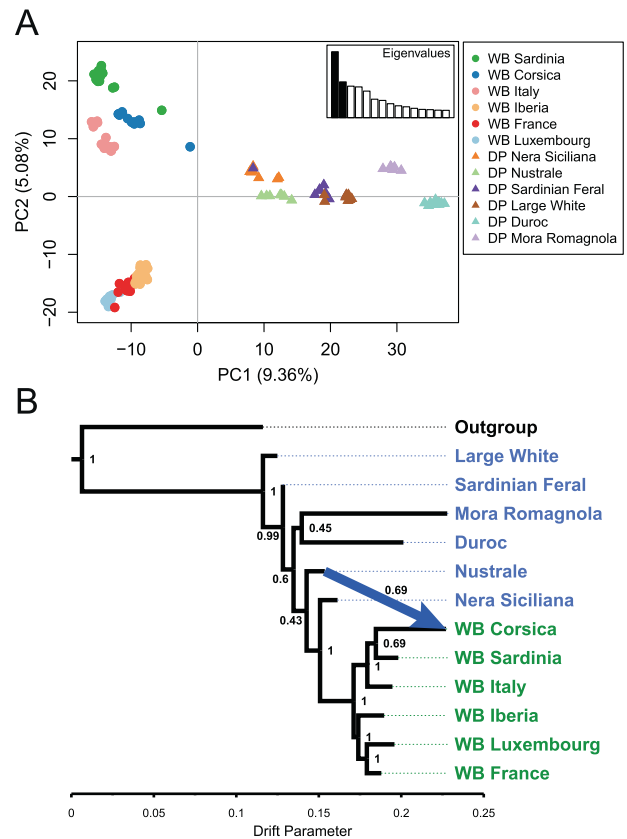 A
Eigenvalues
PC2 (5.08%)
20
10
0
−10
−20
−10
0
10
20
30
PC1 (9.36%)
WB Sardinia
WB Corsica
WB Italy
WB Iberia
WB France
WB Luxembourg
DP Nera Siciliana
DP Nustrale
DP Sardinian Feral
DP Large White
DP Duroc
DP Mora Romagnola
B
Outgroup
1
Large White
Sardinian Feral
1
Mora Romagnola
0.45
0.99
Duroc
Nustrale
0.6
0.69
Nera Siciliana
0.43
WB Corsica
0.69
1
WB Sardinia
1
WB Italy
1
WB Iberia
1
WB Luxembourg
1
WB France
0
0.05
0.1
0.15
0.2
0.25
Drift Parameter